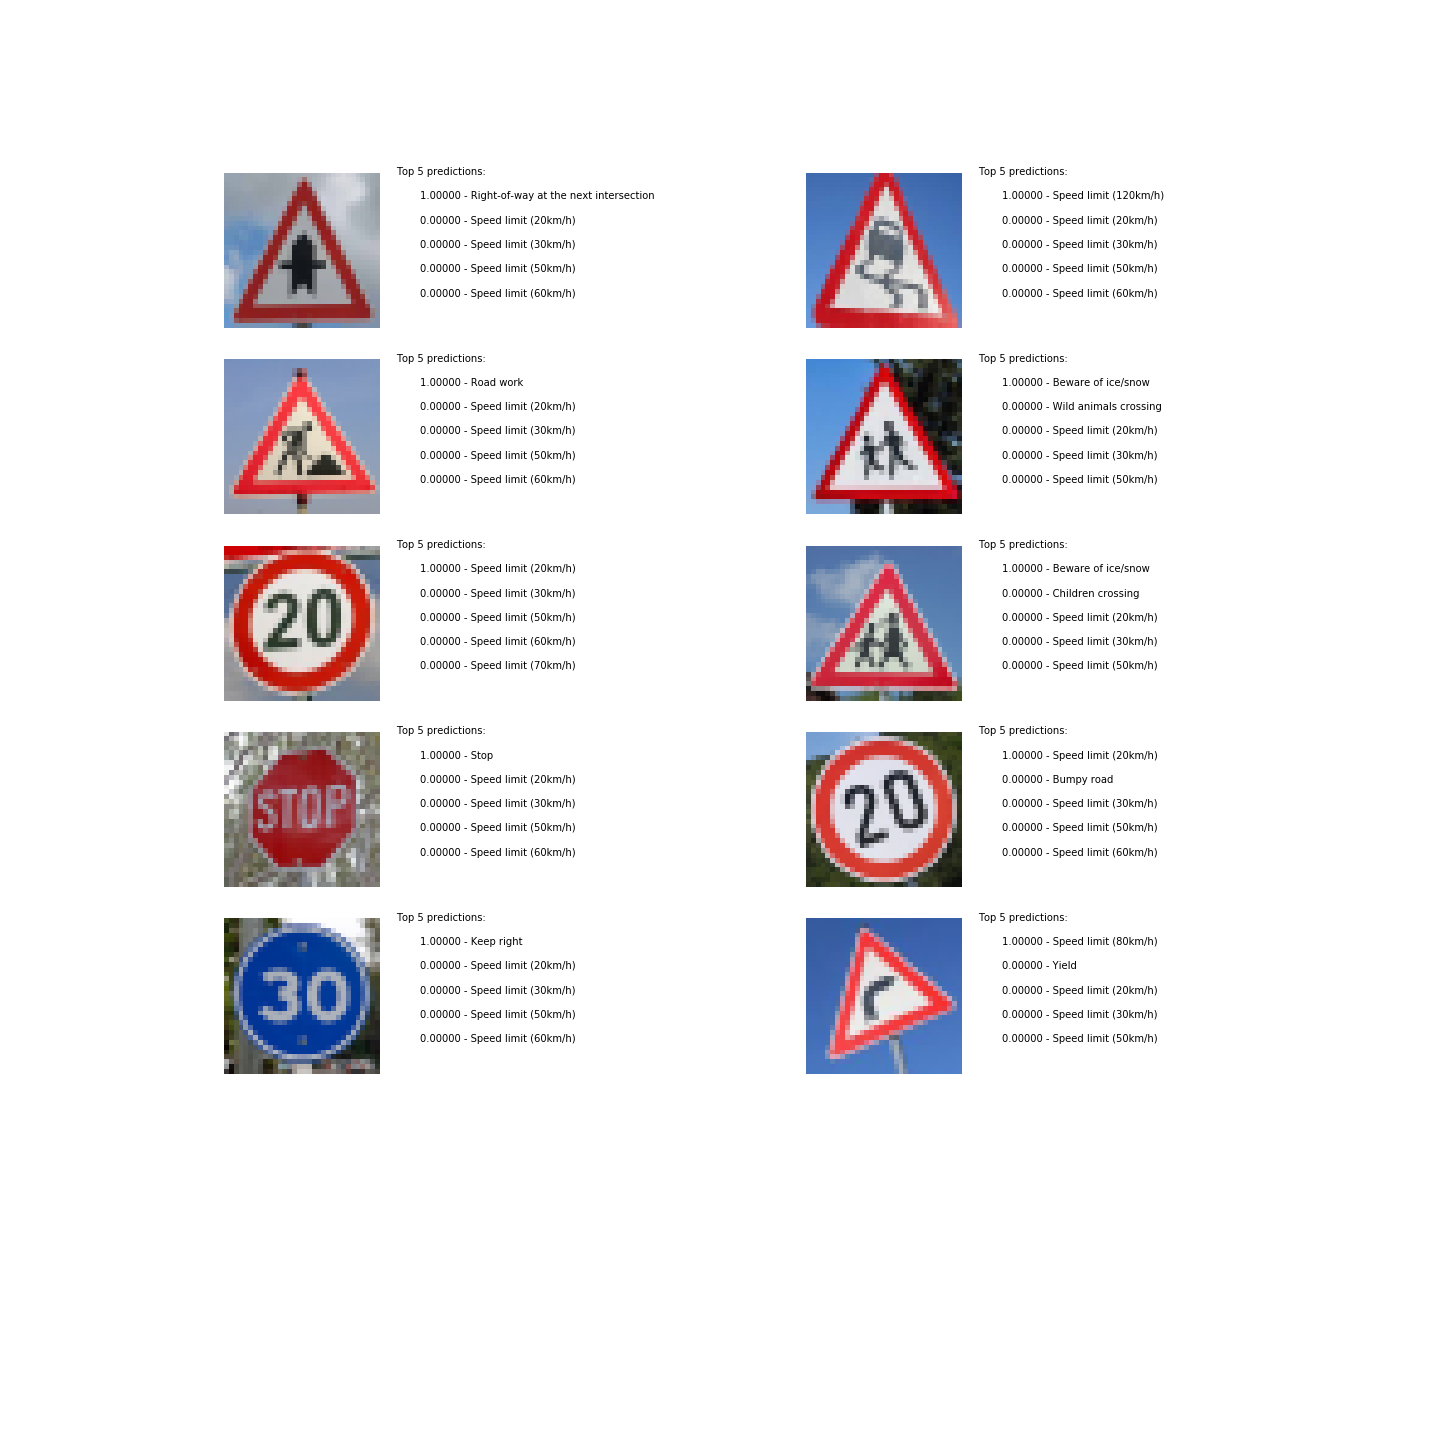 Top 5 predictions:
1.00000 - Right-of-way at the next intersection
0.00000 - Speed limit (20km/h)
0.00000 - Speed limit (30km/h)
0.00000 - Speed limit (50km/h)
0.00000 - Speed limit (60km/h)
Top 5 predictions:
1.00000 - Speed limit (120km/h)
0.00000 - Speed limit (20km/h)
0.00000 - Speed limit (30km/h)
0.00000 - Speed limit (50km/h)
0.00000 - Speed limit (60km/h)
Top 5 predictions:
1.00000 - Road work
0.00000 - Speed limit (20km/h)
0.00000 - Speed limit (30km/h)
0.00000 - Speed limit (50km/h)
0.00000 - Speed limit (60km/h)
Top 5 predictions:
1.00000 - Beware of ice/snow
0.00000 - Wild animals crossing
0.00000 - Speed limit (20km/h)
0.00000 - Speed limit (30km/h)
0.00000 - Speed limit (50km/h)
20
Top 5 predictions:
1.00000 - Speed limit (20km/h)
0.00000 - Speed limit (30km/h)
0.00000 - Speed limit (50km/h)
0.00000 - Speed limit (60km/h)
0.00000 - Speed limit (70km/h)
Top 5 predictions:
1.00000 - Beware of ice/snow
0.00000 - Children crossing
0.00000 - Speed limit (20km/h)
0.00000 - Speed limit (30km/h)
0.00000 - Speed limit (50km/h)
STOP
Top 5 predictions:
1.00000 - Stop
0.00000 - Speed limit (20km/h)
0.00000 - Speed limit (30km/h)
0.00000 - Speed limit (50km/h)
0.00000 - Speed limit (60km/h)
20
Top 5 predictions:
1.00000 - Speed limit (20km/h)
0.00000 - Bumpy road
0.00000 - Speed limit (30km/h)
0.00000 - Speed limit (50km/h)
0.00000 - Speed limit (60km/h)
30
Top 5 predictions:
1.00000 - Keep right
0.00000 - Speed limit (20km/h)
0.00000 - Speed limit (30km/h)
0.00000 - Speed limit (50km/h)
0.00000 - Speed limit (60km/h)
Top 5 predictions:
1.00000 - Speed limit (80km/h)
0.00000 - Yield
0.00000 - Speed limit (20km/h)
0.00000 - Speed limit (30km/h)
0.00000 - Speed limit (50km/h)